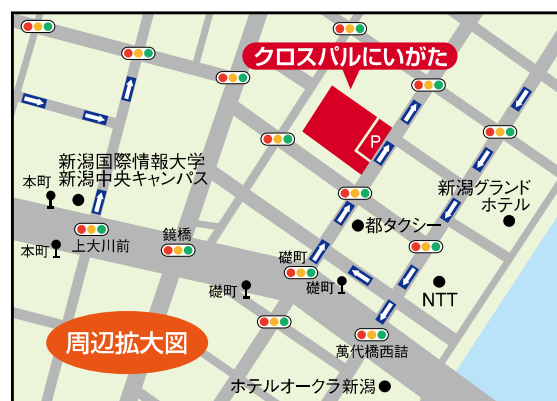 クロスパルにいがた
P
新潟国際情報大学
新潟中央キャンパス
本町
新潟グランド
ホテル
都タクシー
本町
上大川前
鏡橋
礎町
礎町
礎町
NTT
周辺拡大図
萬代橋西詰
ホテルオークラ新潟